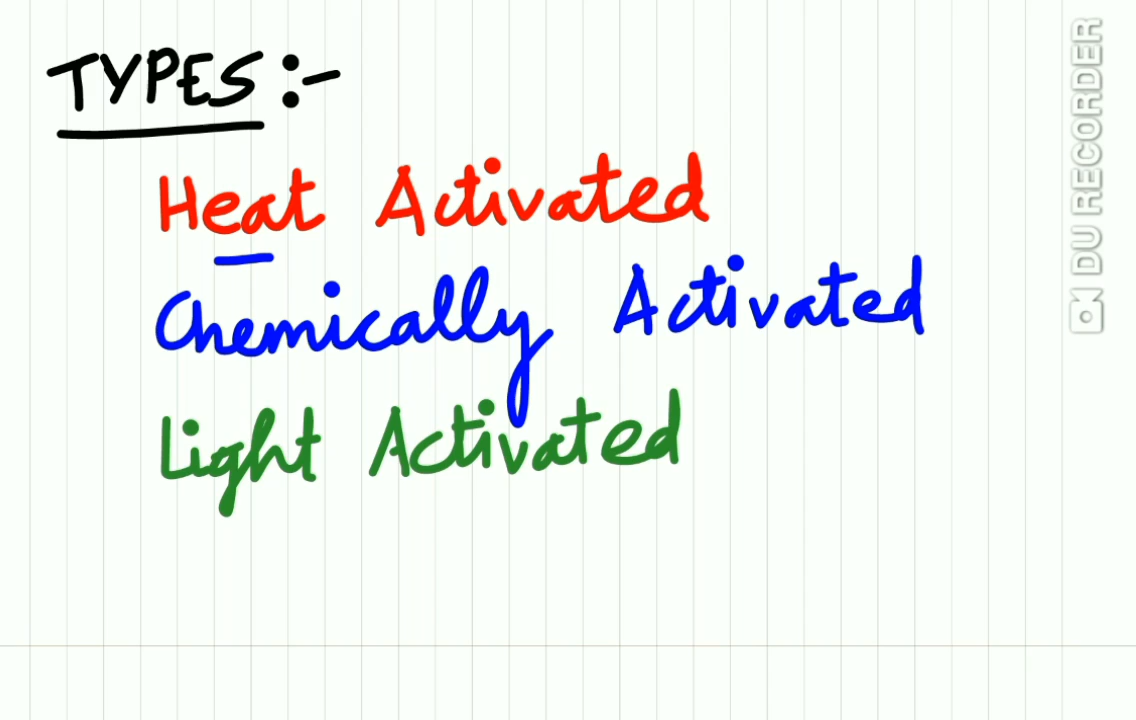 TYPES :-
Heat Activated
Chemically Activated
Light Activated
DU RECORDER